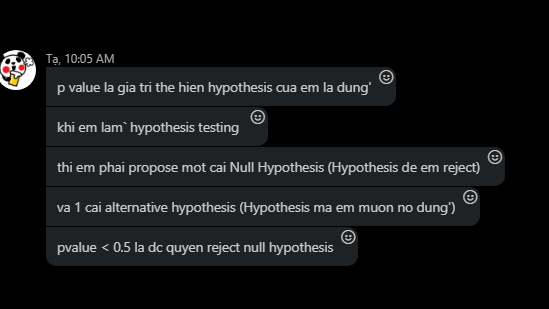 Tạ, 10:05 AM
p value la gia tri the hien hypothesis cua em la dung'
khi em lam` hypothesis testing
thi em phai propose mot cai Null Hypothesis (Hypothesis de em reject)
va 1 cai alternative hypothesis (Hypothesis ma em muon no dung')
pvalue < 0.5 la dc quyen reject null hypothesis